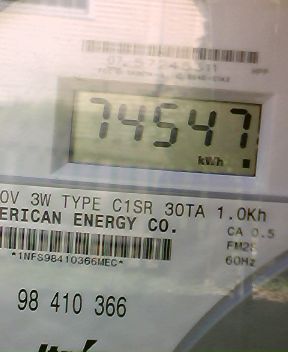 74547
kWh
0V 3W TYPE C1SR 30TA 1.0Kh
ERICAN ENERGY CO.
CA 0.5
FM2S
60Hz
*1NFS98410366MEC*
98 410 366